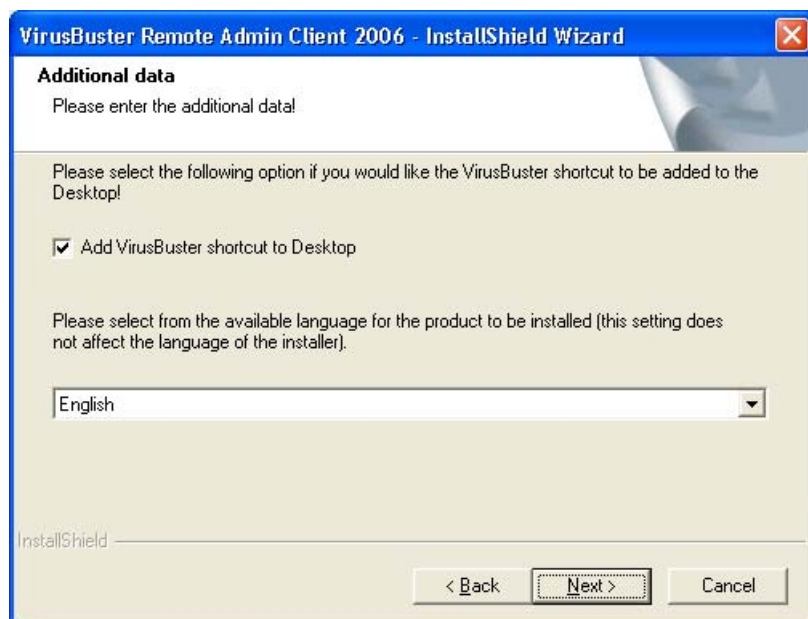 VirusBuster Remote Admin Client 2006 - InstallShield Wizard
Additional data
Please enter the additional data!
Please select the following option if you would like the VirusBuster shortcut to be added to the
Desktop!
Add VirusBuster shortcut to Desktop
Please select from the available language for the product to be installed (this setting does
not affect the language of the installer).
English
InstallShield
< Back
Next >
Cancel